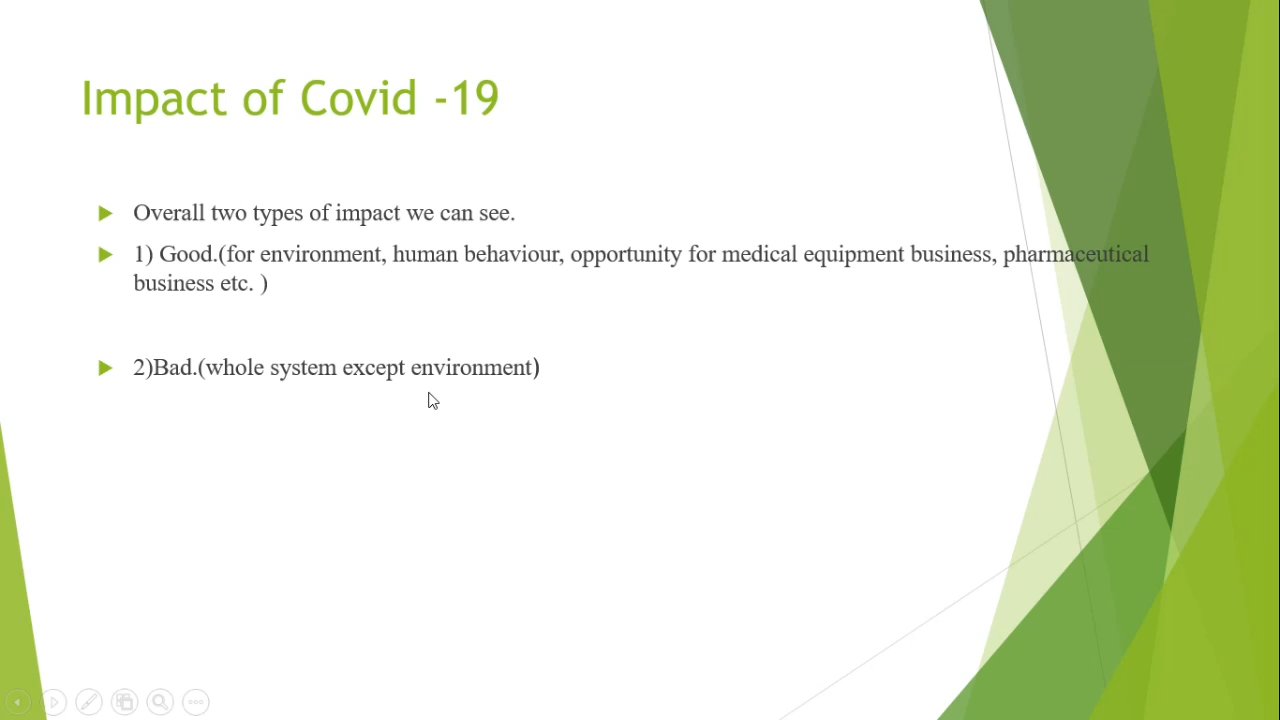 Impact of Covid -19
Overall two types of impact we can see.
1) Good.(for environment, human behaviour, opportunity for medical equipment business, pharmaceutical
business etc. )
2)Bad.(whole system except environment)